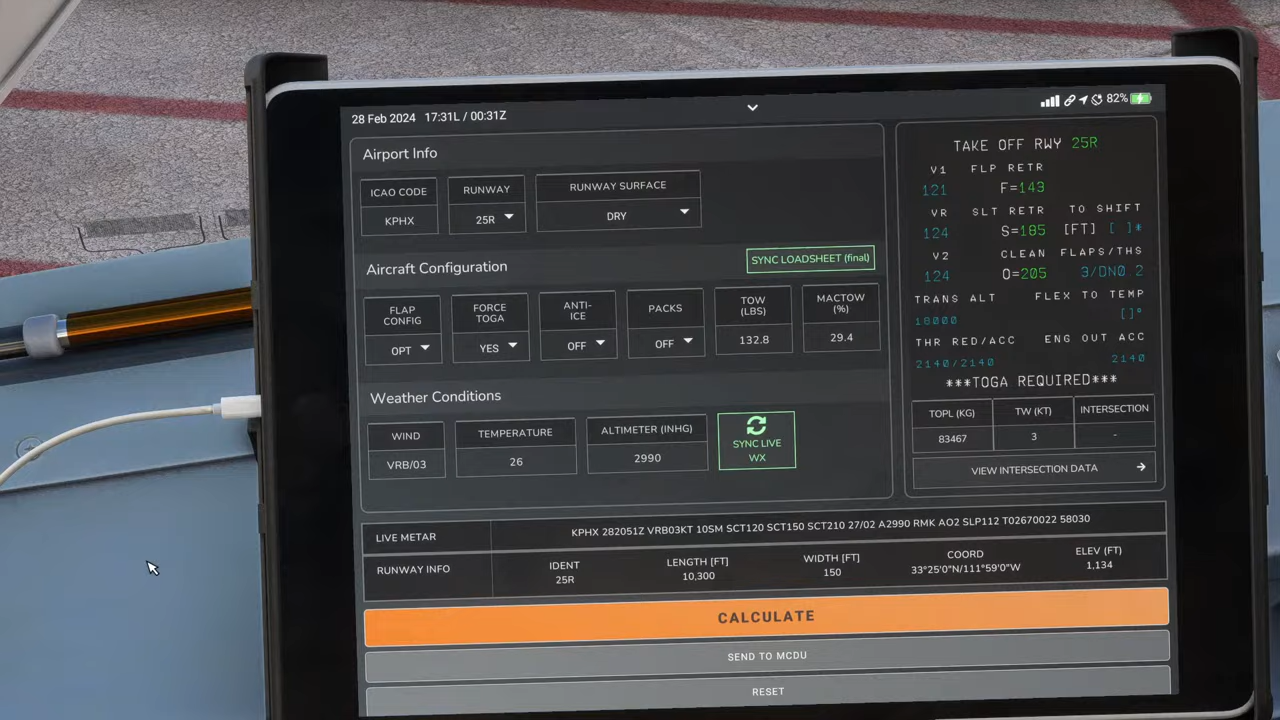 28 Feb 2024 17:31L / 00:31Z
82%
Airport Info
ICAO CODE
KPHX
RUNWAY
25R
RUNWAY SURFACE
DRY
Aircraft Configuration
SYNC LOADSHEET (final)
FLAP
CONFIG
OPT
FORCE
TOGA
YES
ANTI-
ICE
OFF
PACKS
OFF
TOW
(LBS)
132.8
MACTOW
(%)
29.4
Weather Conditions
WIND
VRB/03
TEMPERATURE
26
ALTIMETER (INHG)
2990
SYNC LIVE
WX
TAKE OFF RWY 25R
V1 FLP RETR
121 F=143
VR SLT RETR TO SHIFT
124 S=185 [FT] [ ]*
V2 CLEAN FLAPS/THS
124 O=205 3/DN0.2
TRANS ALT FLEX TO TEMP
18000 []°
THR RED/ACC ENG OUT ACC
2140/2140 2140
***TOGA REQUIRED***
TOPL (KG) TW (KT) INTERSECTION
83467 3 -
VIEW INTERSECTION DATA →
LIVE METAR KPHX 282051Z VRB03KT 10SM SCT120 SCT150 SCT210 27/02 A2990 RMK AO2 SLP112 T02670022 58030
RUNWAY INFO
IDENT LENGTH [FT] WIDTH [FT] COORD ELEV (FT)
25R 10,300 150 33°25'0"N/111°59'0"W 1,134
CALCULATE
SEND TO MCDU
RESET